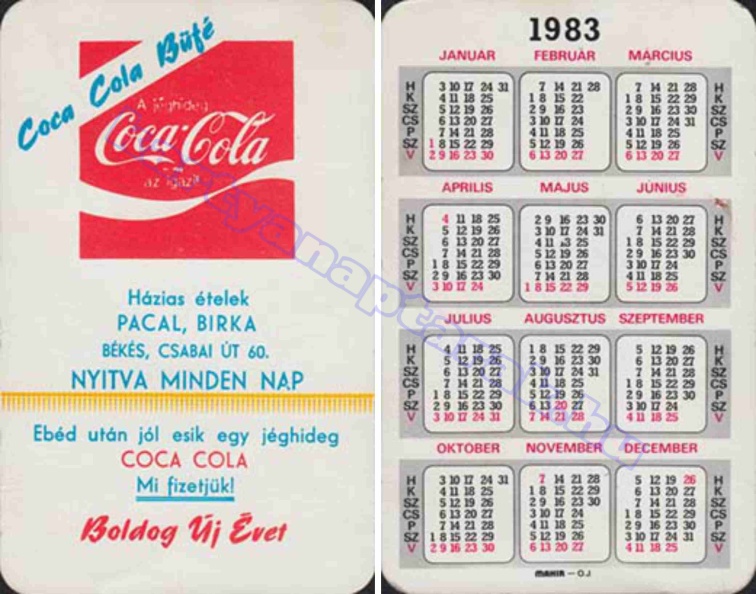 Coca Cola Büfé
A jéghideg
Coca-Cola
az igazi!
Házias ételek
PACAL, BIRKA
BÉKÉS, CSABAI ÚT 60.
NYITVA MINDEN NAP
Ebéd után jól esik egy jéghideg
COCA COLA
Mi fizetjük!
Boldog Új Évet
1983
JANUÁR FEBRUÁR MÁRCIUS
H 3 10 17 24 31 7 14 21 28 7 14 21 28 H
K 4 11 18 25 1 8 15 22 1 8 15 22 29 K
SZ 5 12 19 26 2 9 16 23 2 9 16 23 30 SZ
CS 6 13 20 27 3 10 17 24 3 10 17 24 31 CS
P 7 14 21 28 4 11 18 25 4 11 18 25 P
SZ 1 8 15 22 29 5 12 19 26 5 12 19 26 SZ
V 2 9 16 23 30 6 13 20 27 6 13 20 27 V
ÁPRILIS MÁJUS JÚNIUS
H 4 11 18 25 2 9 16 23 30 6 13 20 27 H
K 5 12 19 26 3 10 17 24 31 7 14 21 28 K
SZ 6 13 20 27 4 11 18 25 1 8 15 22 29 SZ
CS 7 14 21 28 5 12 19 26 2 9 16 23 30 CS
P 1 8 15 22 29 6 13 20 27 3 10 17 24 P
SZ 2 9 16 23 30 7 14 21 28 4 11 18 25 SZ
V 3 10 17 24 1 8 15 22 29 5 12 19 26 V
JÚLIUS AUGUSZTUS SZEPTEMBER
H 4 11 18 25 1 8 15 22 29 5 12 19 26 H
K 5 12 19 26 2 9 16 23 30 6 13 20 27 K
SZ 6 13 20 27 3 10 17 24 31 7 14 21 28 SZ
CS 7 14 21 28 4 11 18 25 1 8 15 22 29 CS
P 1 8 15 22 29 5 12 19 26 2 9 16 23 30 P
SZ 2 9 16 23 30 6 13 20 27 3 10 17 24 SZ
V 3 10 17 24 31 7 14 21 28 4 11 18 25 V
OKTÓBER NOVEMBER DECEMBER
H 3 10 17 24 31 7 14 21 28 5 12 19 26 H
K 4 11 18 25 1 8 15 22 29 6 13 20 27 K
SZ 5 12 19 26 2 9 16 23 30 7 14 21 28 SZ
CS 6 13 20 27 3 10 17 24 1 8 15 22 29 CS
P 7 14 21 28 4 11 18 25 2 9 16 23 30 P
SZ 1 8 15 22 29 5 12 19 26 3 10 17 24 31 SZ
V 2 9 16 23 30 6 13 20 27 4 11 18 25 V
MAHIR — O.J